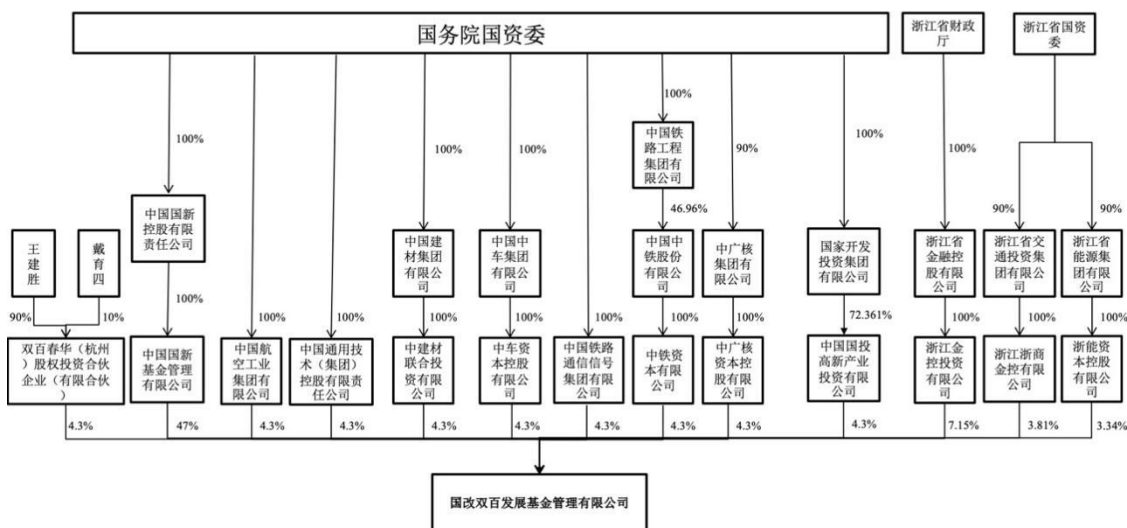 国务院国资委
浙江省财政
厅
浙江省国资
委
100%
中国铁
路工程
集团有
限公司
100%
100%
100%
90%
100%
100%
46.96%
90%
90%
王
建
胜
戴
育
四
中国国新
控股有限
责任公司
中国建
材集团
有限公
司
中国中
车集团
有限公
司
中国中
铁股份
有限公
司
中广核
集团有
限公司
国家开发
投资集团
有限公司
浙江省
金融控
股有限
公司
浙江省交
通投资集
团有限公
司
浙江省
能源集
团有限
公司
90%
10%
100%
100%
100%
100%
100%
100%
100%
100%
72.361%
100%
100%
100%
双百春华（杭州
）股权投资合伙
企业（有限合伙
）
中国国新
基金管理
有限公司
中国航
空工业
集团有
限公司
中国通用技
术（集团）
控股有限责
任公司
中建材
联合投
资有限
公司
中车资
本控股
有限公
司
中国铁路
通信信号
集团有限
公司
中铁资
本有限
公司
中广核
资本控
股有限
公司
中国国投
高新产业
投资有限
公司
浙江金
控投资
有限公
司
浙江浙商
金控有限
公司
浙能资
本控股
有限公
司
4.3%
47%
4.3%
4.3%
4.3%
4.3%
4.3%
4.3%
4.3%
4.3%
7.15%
3.81%
3.34%
国改双百发展基金管理有限公司